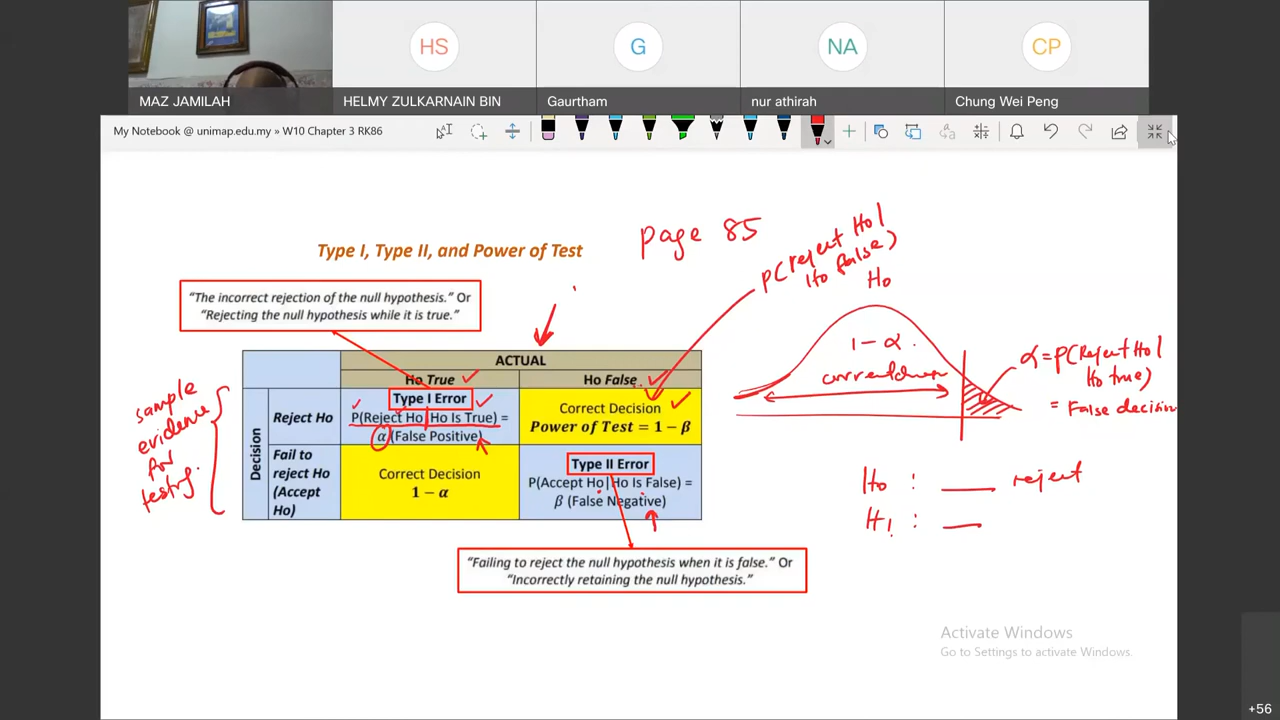 HS
G
NA
CP
MAZ JAMILAH
HELMY ZULKARNAIN BIN
Gaurtham
nur athirah
Chung Wei Peng
My Notebook @ unimap.edu.my » W10 Chapter 3 RK86
page 85
Type I, Type II, and Power of Test
P(reject Ho|
Ho false)
"The incorrect rejection of the null hypothesis." Or
"Rejecting the null hypothesis while it is true."
Ho
1 - α
α = P(Reject Ho|
Ho true)
= False decision
ACTUAL
Ho True
Ho False
sample
evidence
for
testing.
Decision
Reject Ho
Type I Error
P(Reject Ho|Ho Is True) =
α (False Positive)
Correct Decision
Power of Test = 1 − β
Fail to
reject Ho
(Accept
Ho)
Correct Decision
1 − α
Type II Error
P(Accept Ho|Ho Is False) =
β (False Negative)
Ho : ___ reject
H1 : ___
"Failing to reject the null hypothesis when it is false." Or
"Incorrectly retaining the null hypothesis."
Activate Windows
Go to Settings to activate Windows.
+56